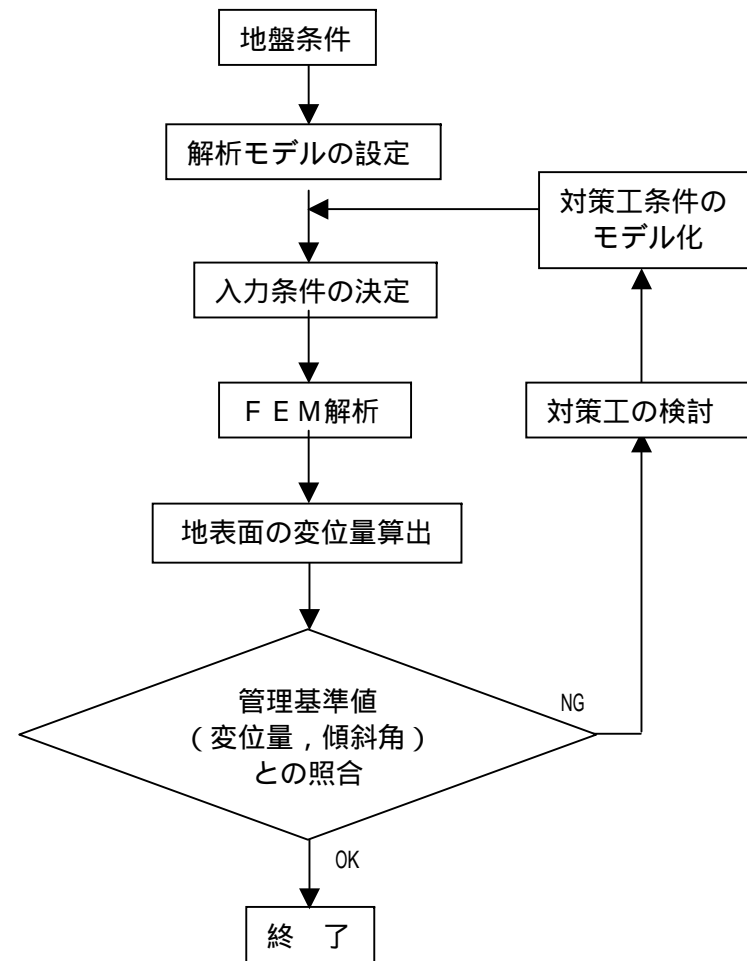 地盤条件
解析モデルの設定
対策工条件の
モデル化
入力条件の決定
ＦＥＭ解析
対策工の検討
地表面の変位量算出
管理基準値
（変位量，傾斜角）
との照合
NG
OK
終　了